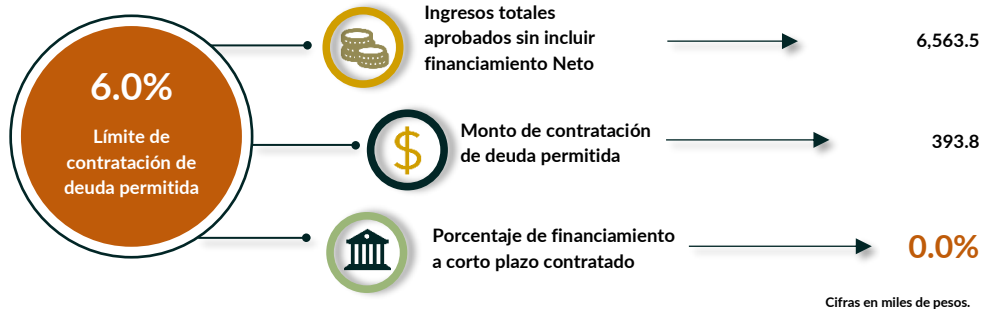 6.0%
Límite de
contratación de
deuda permitida
Ingresos totales
aprobados sin incluir
financiamiento Neto
6,563.5
$
Monto de contratación
de deuda permitida
393.8
Porcentaje de financiamiento
a corto plazo contratado
0.0%
Cifras en miles de pesos.